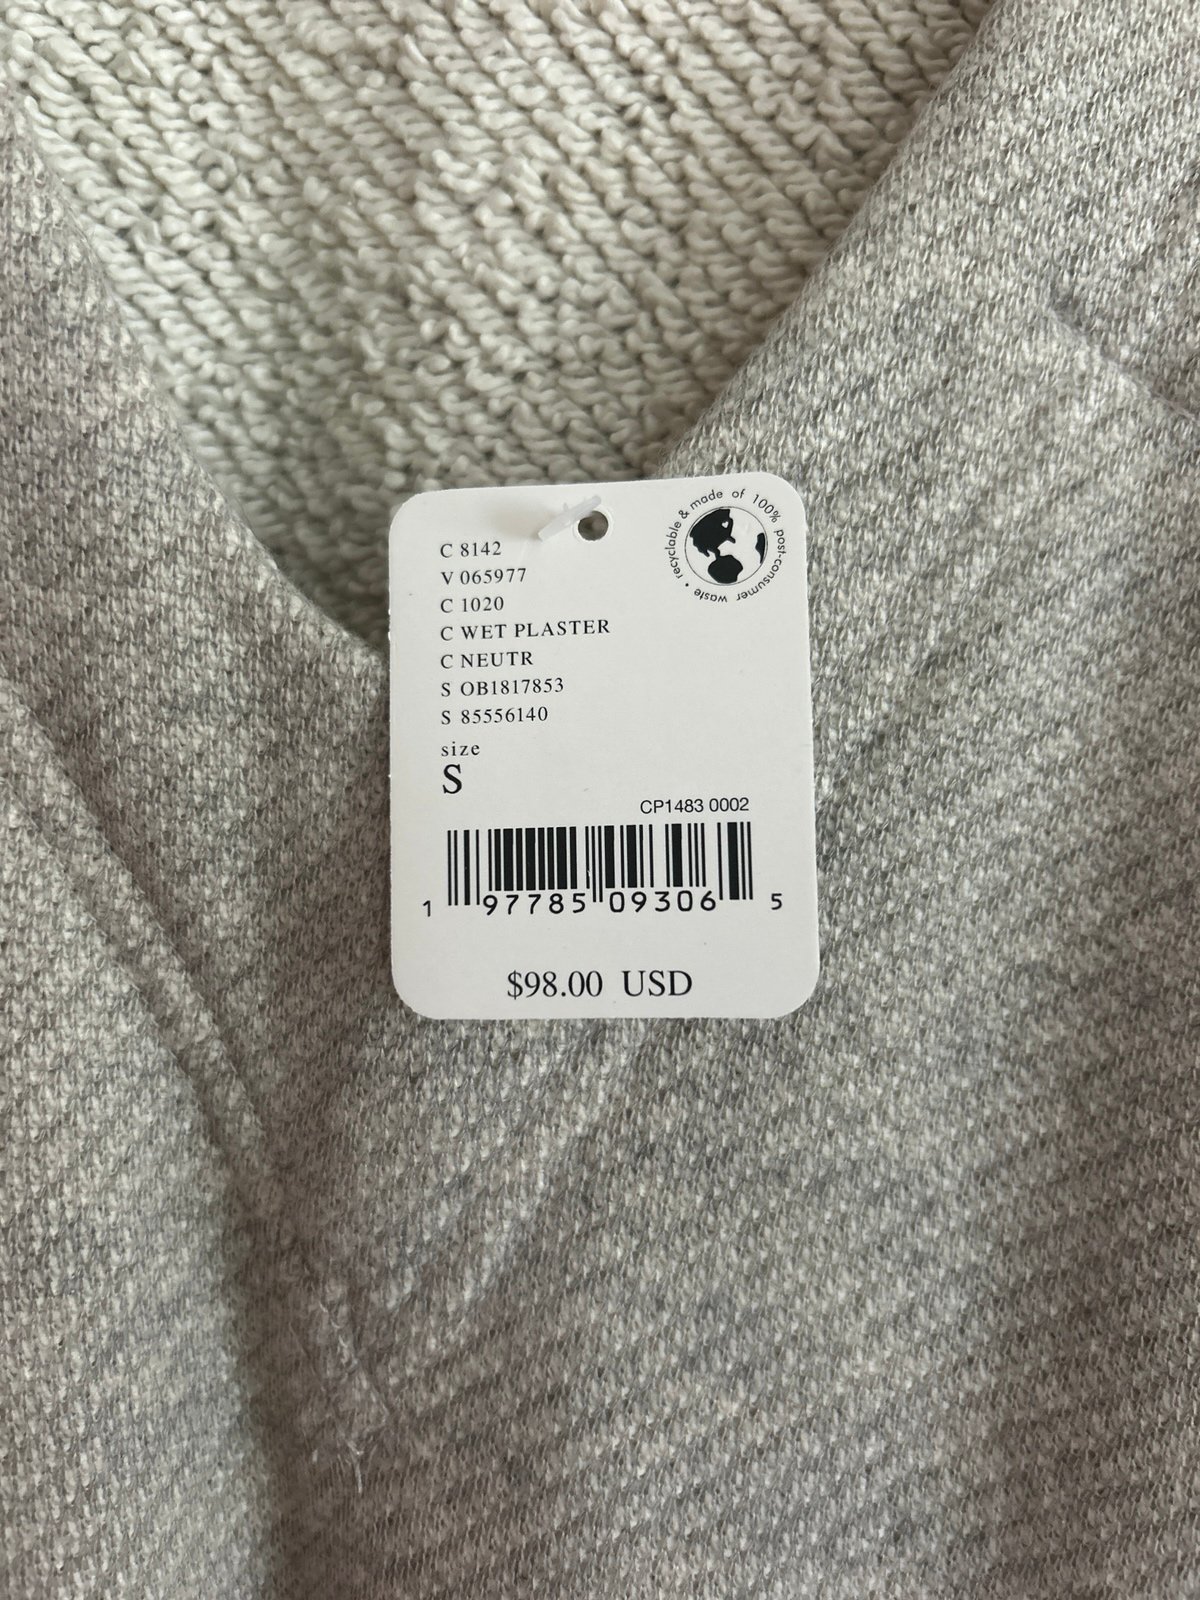 recyclable & made of 100% post-consumer waste •
C 8142
V 065977
C 1020
C WET PLASTER
C NEUTR
S OB1817853
S 85556140
size
S
CP1483 0002
1 97785 09306 5
$98.00 USD